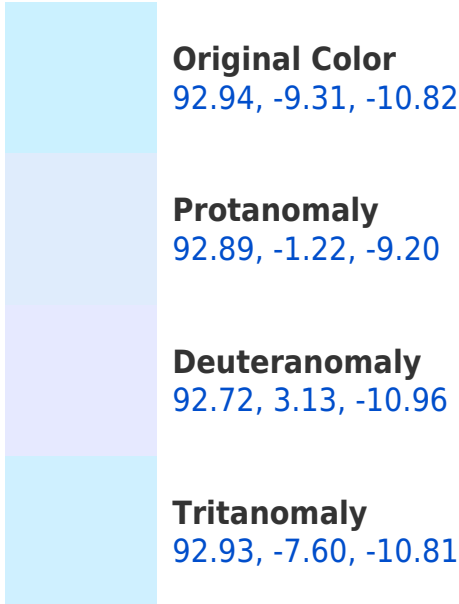 Original Color
92.94, -9.31, -10.82
Protanomaly
92.89, -1.22, -9.20
Deuteranomaly
92.72, 3.13, -10.96
Tritanomaly
92.93, -7.60, -10.81